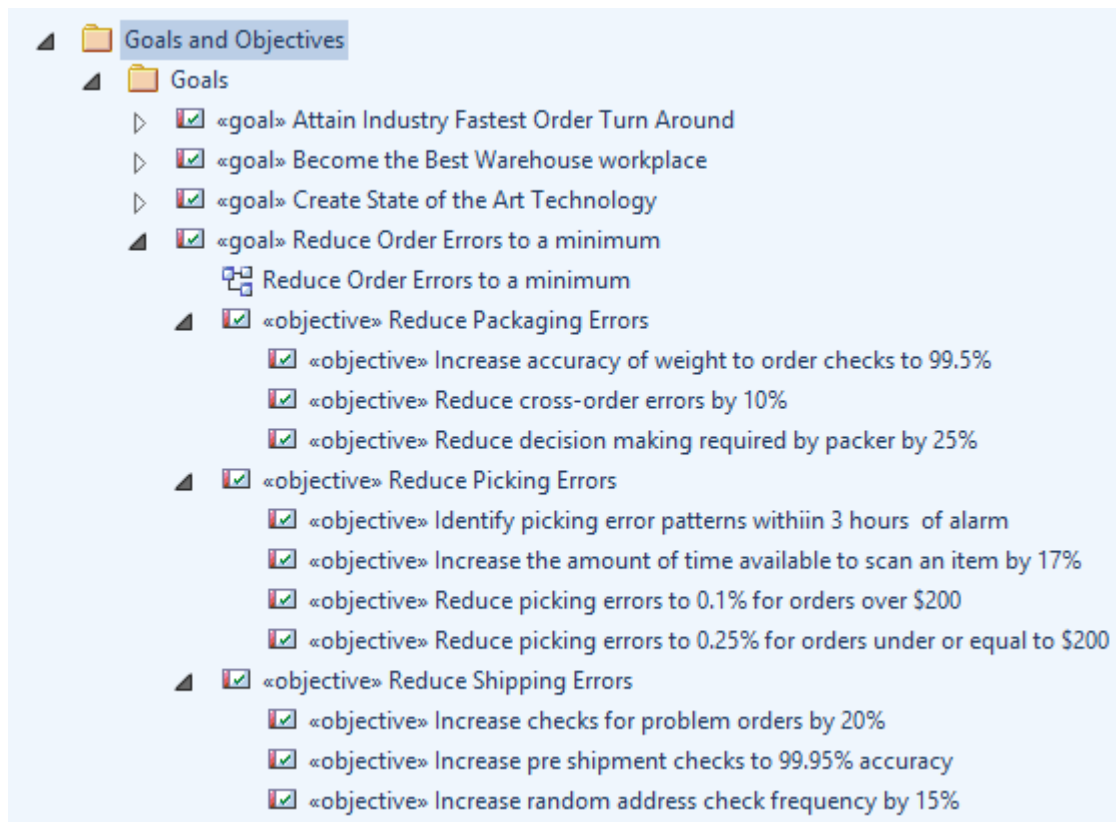 Goals and Objectives
Goals
«goal» Attain Industry Fastest Order Turn Around
«goal» Become the Best Warehouse workplace
«goal» Create State of the Art Technology
«goal» Reduce Order Errors to a minimum
Reduce Order Errors to a minimum
«objective» Reduce Packaging Errors
«objective» Increase accuracy of weight to order checks to 99.5%
«objective» Reduce cross-order errors by 10%
«objective» Reduce decision making required by packer by 25%
«objective» Reduce Picking Errors
«objective» Identify picking error patterns withiin 3 hours  of alarm
«objective» Increase the amount of time available to scan an item by 17%
«objective» Reduce picking errors to 0.1% for orders over $200
«objective» Reduce picking errors to 0.25% for orders under or equal to $200
«objective» Reduce Shipping Errors
«objective» Increase checks for problem orders by 20%
«objective» Increase pre shipment checks to 99.95% accuracy
«objective» Increase random address check frequency by 15%